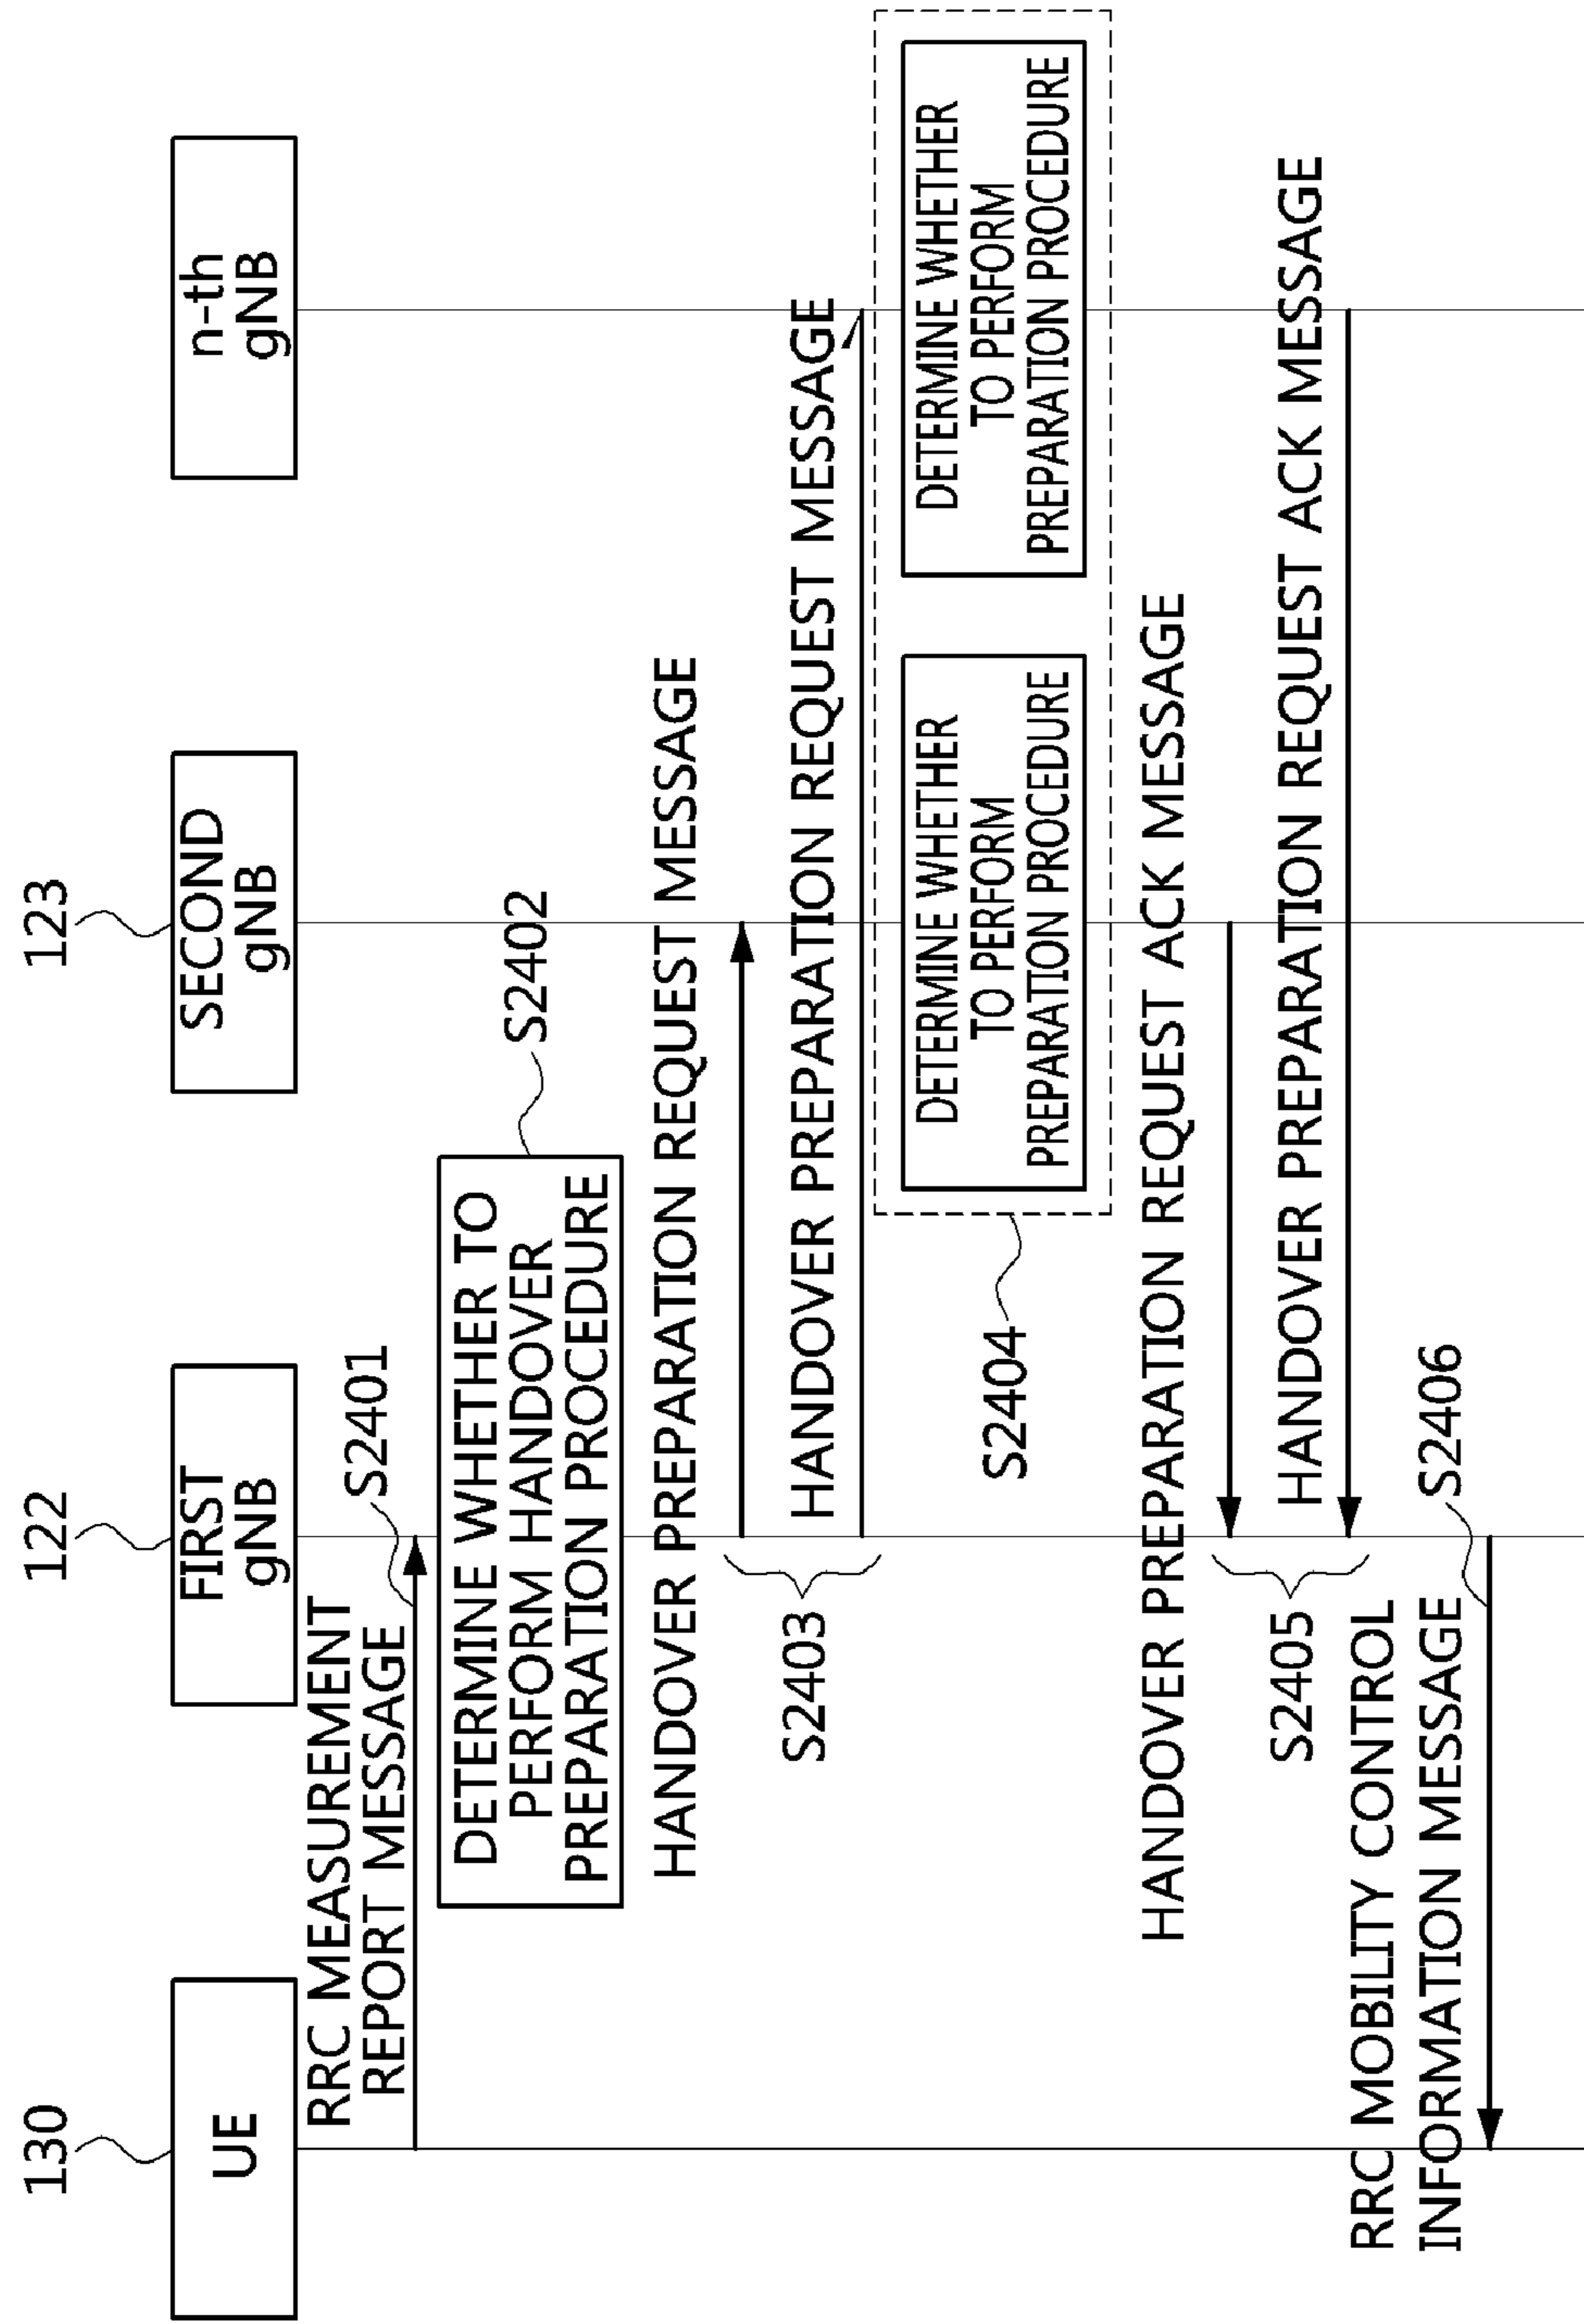 130
122
123
UE
FIRST
gNB
SECOND
gNB
n-th
gNB
RRC MEASUREMENT
REPORT MESSAGE
S2401
DETERMINE WHETHER TO
PERFORM HANDOVER
PREPARATION PROCEDURE
S2402
HANDOVER PREPARATION REQUEST MESSAGE
S2403
HANDOVER PREPARATION REQUEST MESSAGE
S2404
DETERMINE WHETHER
TO PERFORM
PREPARATION PROCEDURE
DETERMINE WHETHER
TO PERFORM
PREPARATION PROCEDURE
HANDOVER PREPARATION REQUEST ACK MESSAGE
S2405
HANDOVER PREPARATION REQUEST ACK MESSAGE
RRC MOBILITY CONTROL
INFORMATION MESSAGE
S2406